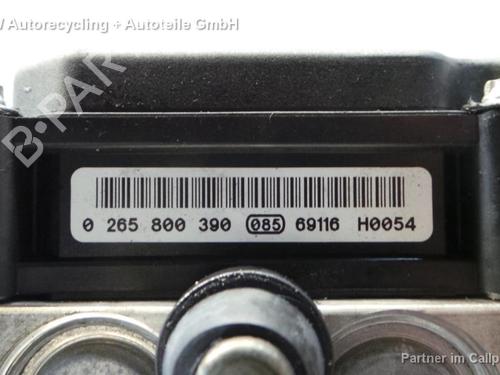 W Autorecycling + Autoteile GmbH
B-PAR
0 265 800 390 085 69116 H0054
Partner im Callp